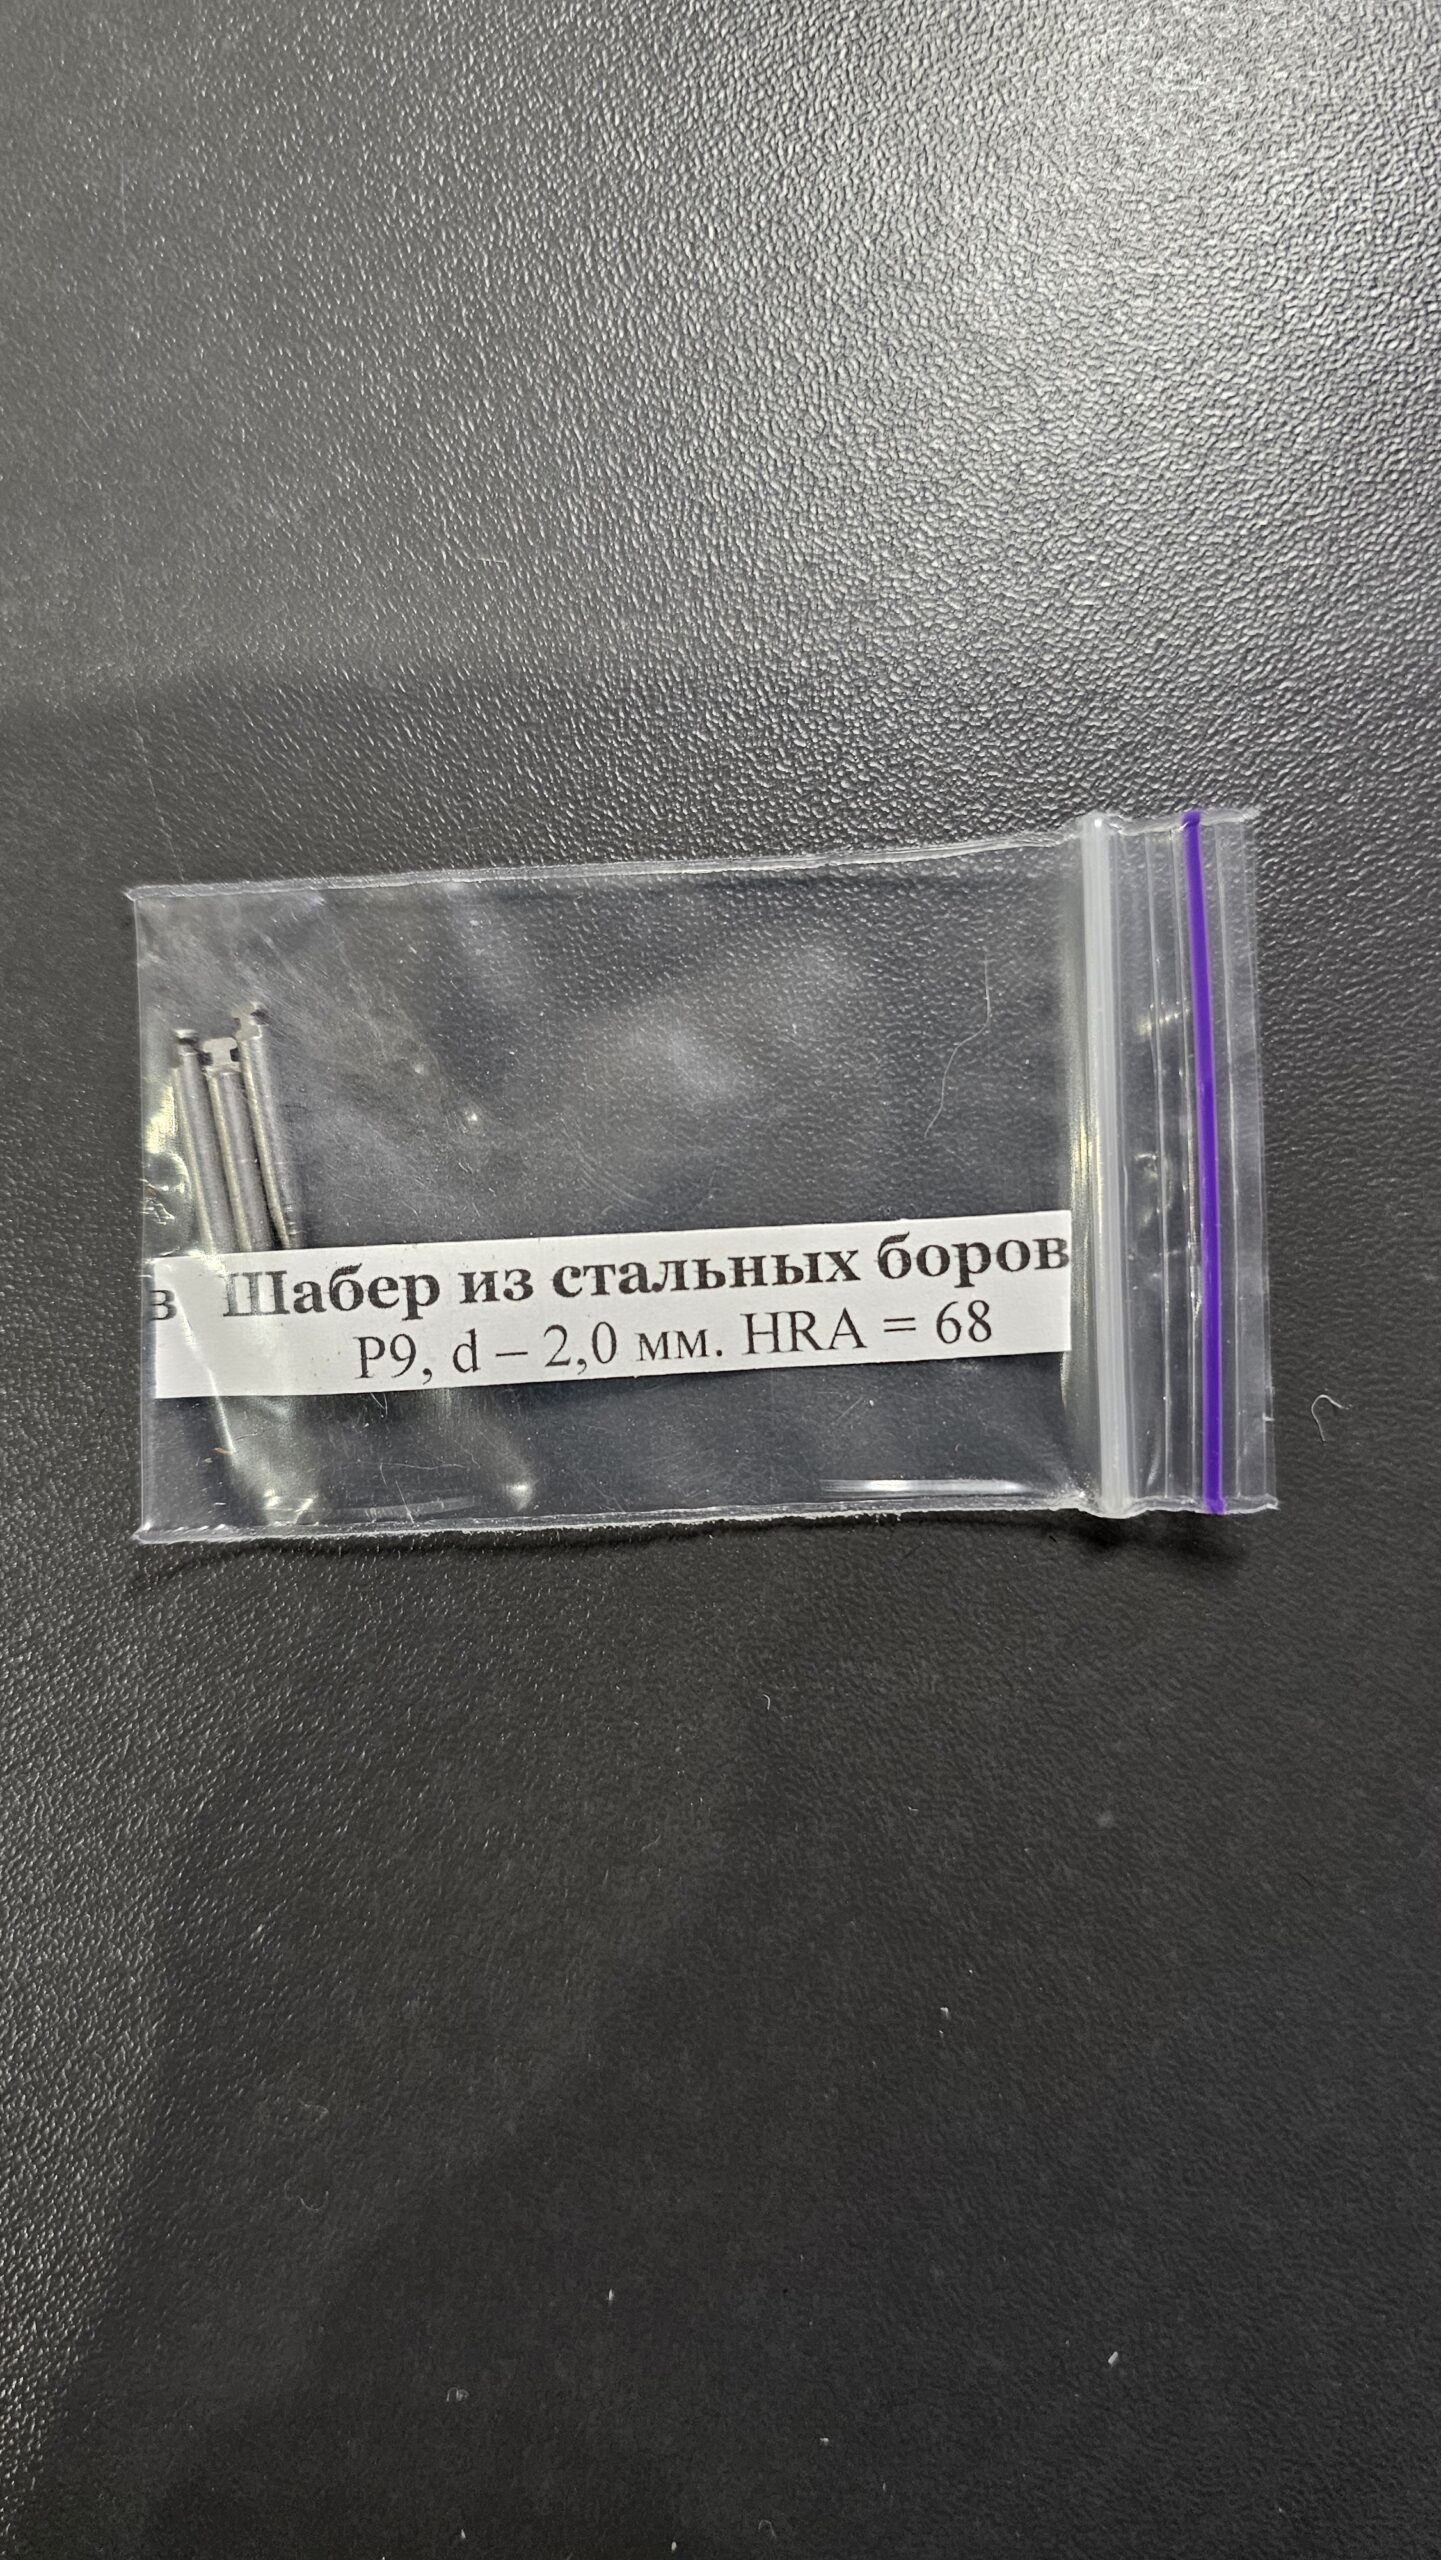 в Шабер из стальных боров
Р9, d – 2,0 мм. HRA = 68